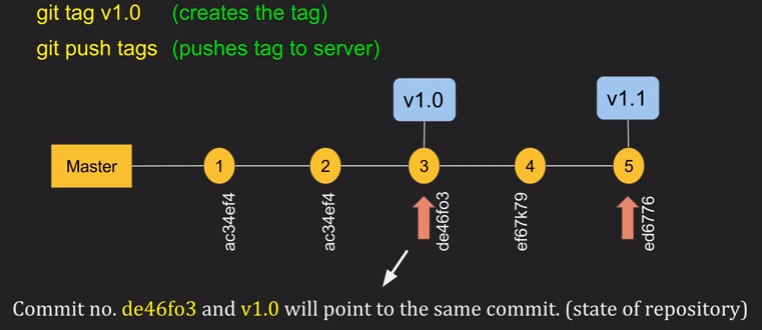 git tag v1.0 (creates the tag)
git push tags (pushes tag to server)
v1.0
v1.1
Master
1
2
3
4
5
ac34ef4
ac34ef4
de46fo3
ef67k79
ed6776
Commit no. de46fo3 and v1.0 will point to the same commit. (state of repository)